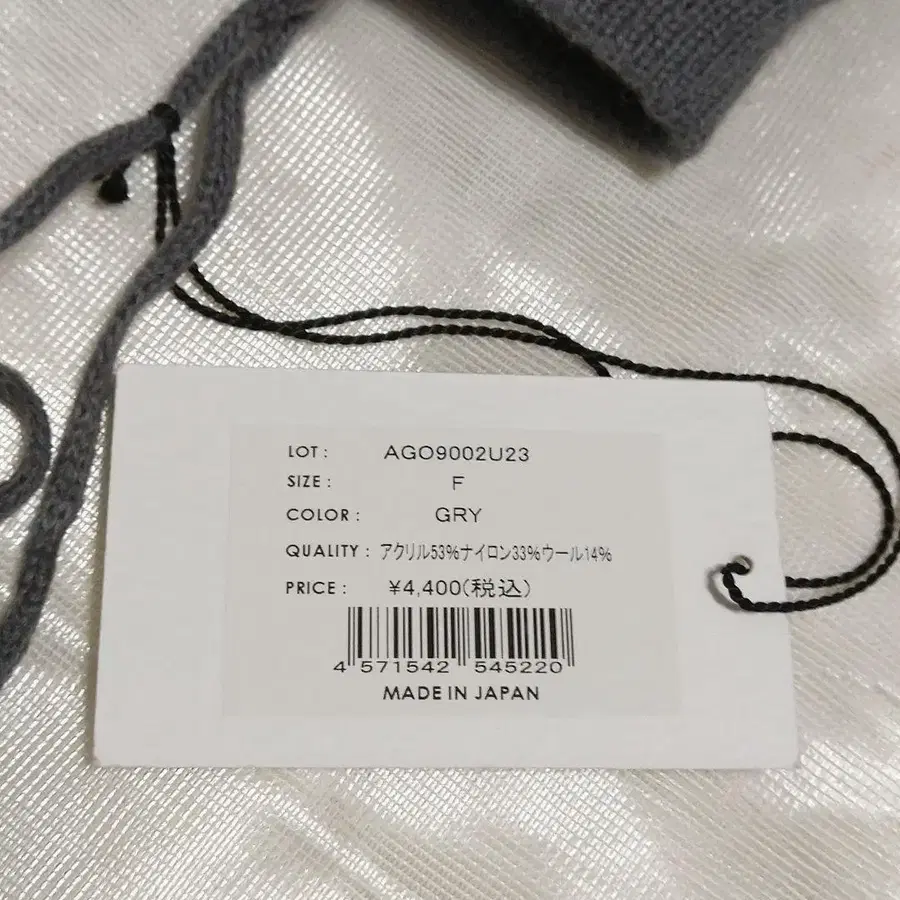 LOT : AGO9002U23
SIZE : F
COLOR : GRY
QUALITY : アクリル53%ナイロン33%ウール14%
PRICE : ¥4,400(税込)
4 571542 545220
MADE IN JAPAN